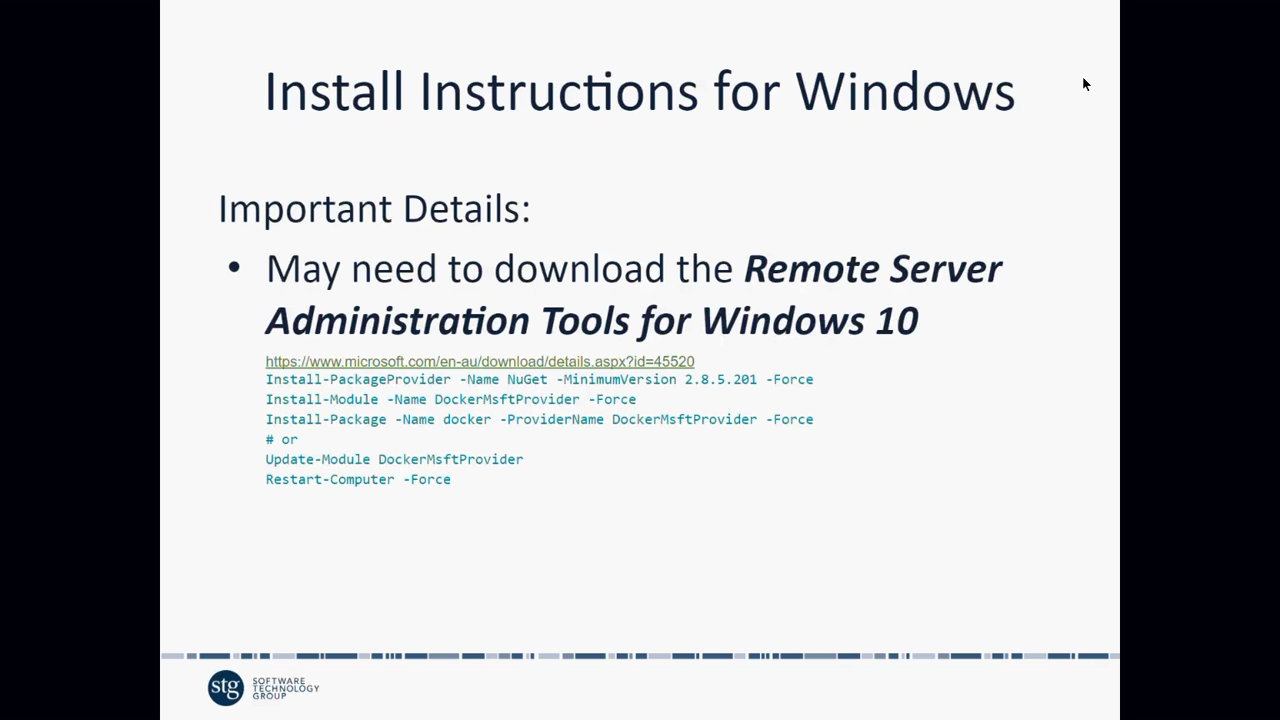 Install Instructions for Windows
Important Details:
• May need to download the Remote Server
Administration Tools for Windows 10
https://www.microsoft.com/en-au/download/details.aspx?id=45520
Install-PackageProvider -Name NuGet -MinimumVersion 2.8.5.201 -Force
Install-Module -Name DockerMsftProvider -Force
Install-Package -Name docker -ProviderName DockerMsftProvider -Force
# or
Update-Module DockerMsftProvider
Restart-Computer -Force
stg
SOFTWARE
TECHNOLOGY
GROUP